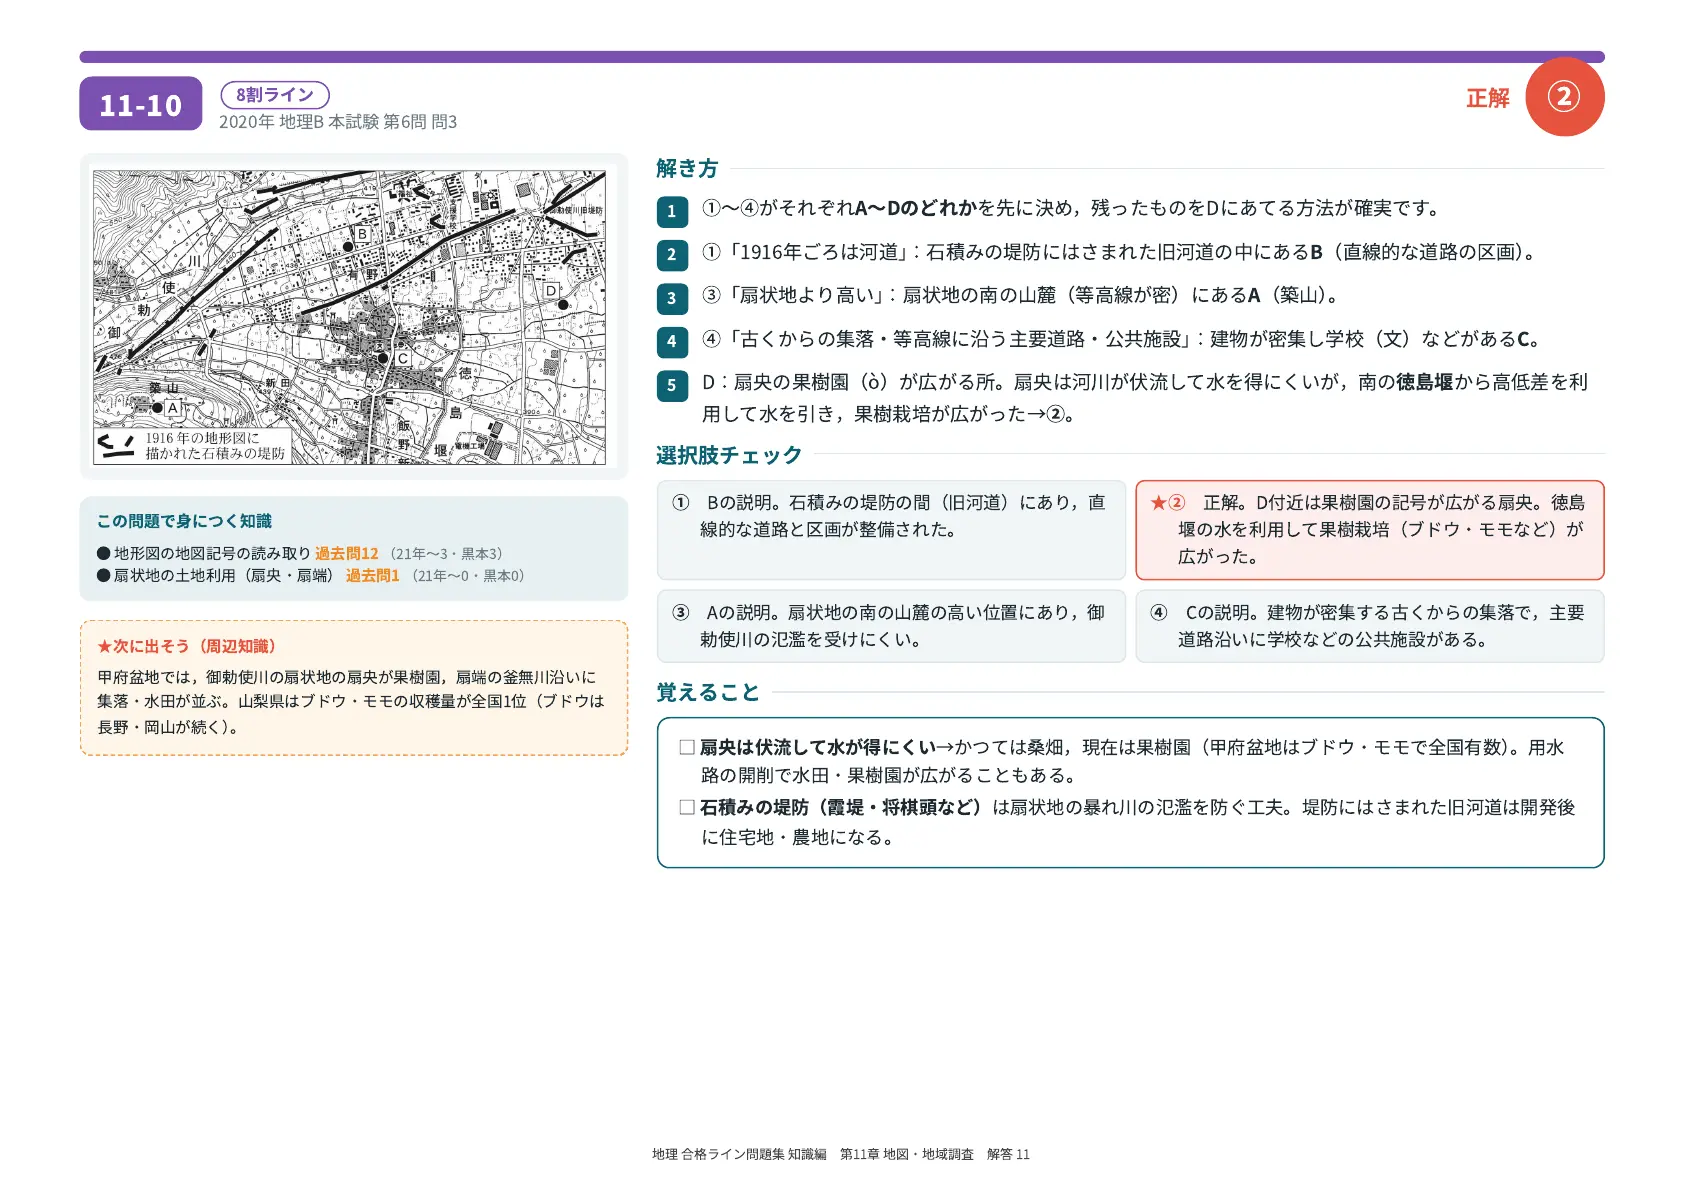 11-10
8割ライン
2020年 地理B 本試験 第6問 問3
正解
②
御勅使川旧堤防
B
川
有野
使
D
勅
御
C
徳
新田
築山
A
島
飯
野
堰
電機工場
新
1916 年の地形図に
描かれた石積みの堤防
この問題で身につく知識
● 地形図の地図記号の読み取り 過去問12 （21年〜3・黒本3）
● 扇状地の土地利用（扇央・扇端） 過去問1 （21年〜0・黒本0）
★次に出そう（周辺知識）
甲府盆地では，御勅使川の扇状地の扇央が果樹園，扇端の釜無川沿いに
集落・水田が並ぶ。山梨県はブドウ・モモの収穫量が全国1位（ブドウは
長野・岡山が続く）。
解き方
1 ①〜④がそれぞれA〜Dのどれかを先に決め，残ったものをDにあてる方法が確実です。
2 ①「1916年ごろは河道」：石積みの堤防にはさまれた旧河道の中にあるB（直線的な道路の区画）。
3 ③「扇状地より高い」：扇状地の南の山麓（等高線が密）にあるA（築山）。
4 ④「古くからの集落・等高線に沿う主要道路・公共施設」：建物が密集し学校（文）などがあるC。
5 D：扇央の果樹園（ò）が広がる所。扇央は河川が伏流して水を得にくいが，南の徳島堰から高低差を利
用して水を引き，果樹栽培が広がった→②。
選択肢チェック
① Bの説明。石積みの堤防の間（旧河道）にあり，直
線的な道路と区画が整備された。
★② 正解。D付近は果樹園の記号が広がる扇央。徳島
堰の水を利用して果樹栽培（ブドウ・モモなど）が
広がった。
③ Aの説明。扇状地の南の山麓の高い位置にあり，御
勅使川の氾濫を受けにくい。
④ Cの説明。建物が密集する古くからの集落で，主要
道路沿いに学校などの公共施設がある。
覚えること
□ 扇央は伏流して水が得にくい→かつては桑畑，現在は果樹園（甲府盆地はブドウ・モモで全国有数）。用水
路の開削で水田・果樹園が広がることもある。
□ 石積みの堤防（霞堤・将棋頭など）は扇状地の暴れ川の氾濫を防ぐ工夫。堤防にはさまれた旧河道は開発後
に住宅地・農地になる。
地理 合格ライン問題集 知識編 第11章 地図・地域調査 解答 11